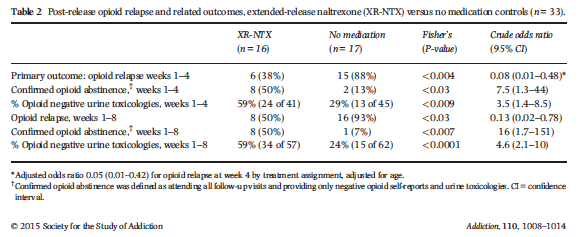 Table 2 Post-release opioid relapse and related outcomes, extended-release naltrexone (XR-NTX) versus no medication controls (n = 33).
XR-NTX No medication Fisher's Crude odds ratio
(n = 16) (n = 17) (P-value) (95% CI)
Primary outcome: opioid relapse weeks 1–4 6 (38%) 15 (88%) <0.004 0.08 (0.01–0.48)*
Confirmed opioid abstinence,† weeks 1–4 8 (50%) 2 (13%) <0.03 7.5 (1.3–44)
% Opioid negative urine toxicologies, weeks 1–4 59% (24 of 41) 29% (13 of 45) <0.009 3.5 (1.4–8.5)
Opioid relapse, weeks 1–8 8 (50%) 16 (93%) <0.03 0.13 (0.02–0.78)
Confirmed opioid abstinence,† weeks 1–8 8 (50%) 1 (7%) <0.007 16 (1.7–151)
% Opioid negative urine toxicologies, weeks 1–8 59% (34 of 57) 24% (15 of 62) <0.0001 4.6 (2.1–10)
*Adjusted odds ratio 0.05 (0.01–0.42) for opioid relapse at week 4 by treatment assignment, adjusted for age.
†Confirmed opioid abstinence was defined as attending all follow-up visits and providing only negative opioid self-reports and urine toxicologies. CI = confidence
interval.
© 2015 Society for the Study of Addiction Addiction, 110, 1008–1014